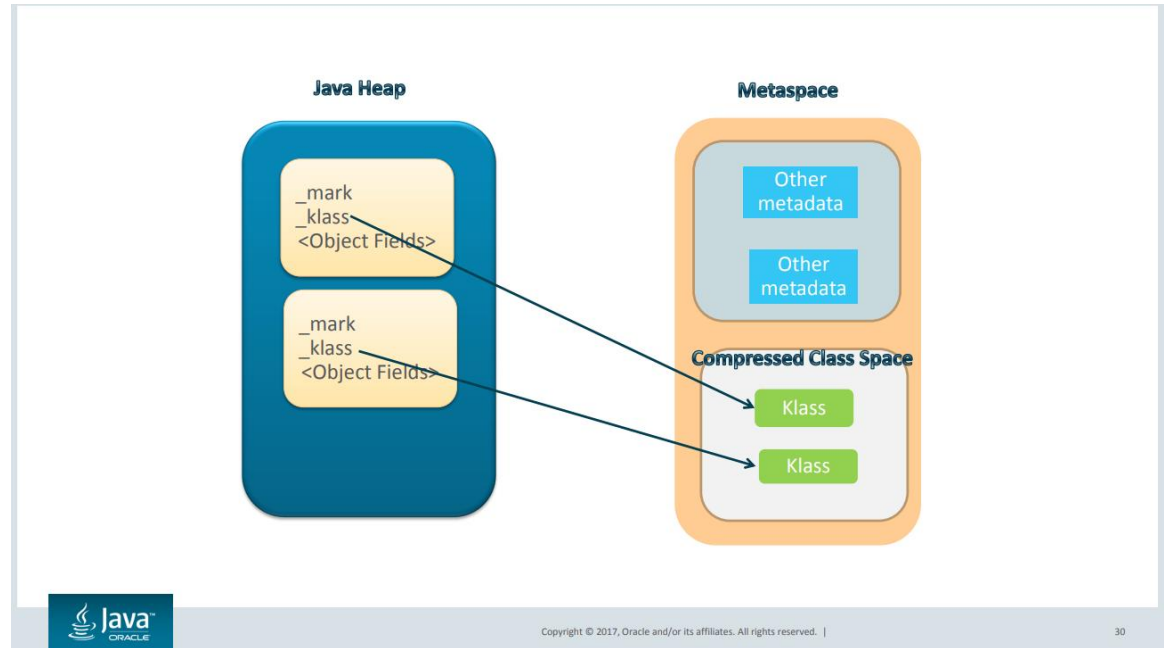 Java Heap
_mark
_klass
<Object Fields>
_mark
_klass
<Object Fields>
Metaspace
Other
metadata
Other
metadata
Compressed Class Space
Klass
Klass
Java™
ORACLE
Copyright © 2017, Oracle and/or its affiliates. All rights reserved. |
30